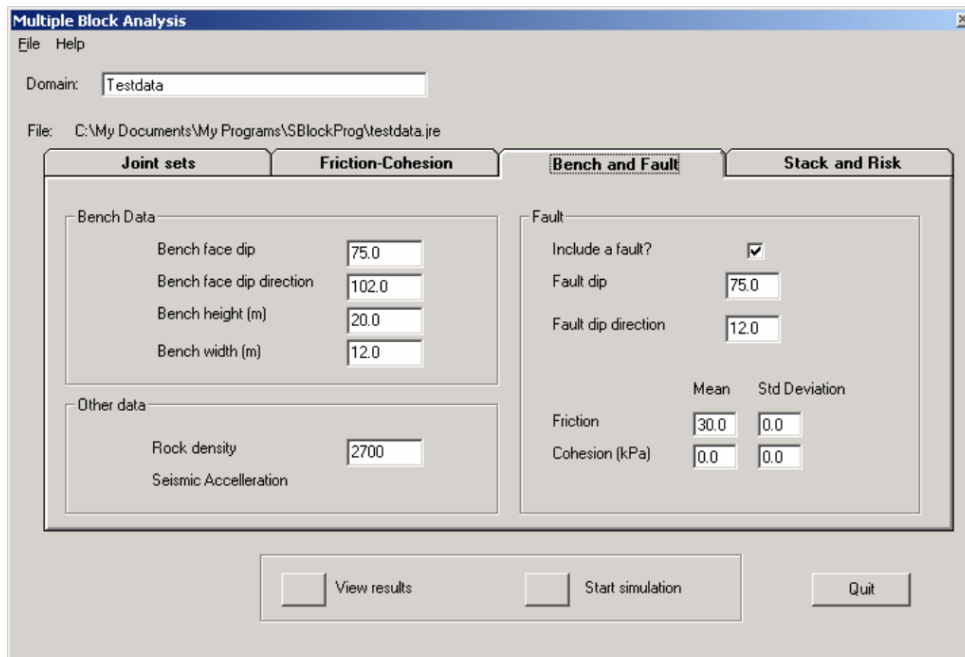 Multiple Block Analysis
File Help
Domain: Testdata
File: C:\My Documents\My Programs\SBlockProg\testdata.jre
Joint sets Friction-Cohesion Bench and Fault Stack and Risk
Bench Data
Bench face dip 75.0
Bench face dip direction 102.0
Bench height (m) 20.0
Bench width (m) 12.0
Other data
Rock density 2700
Seismic Accelleration
Fault
Include a fault?
Fault dip 75.0
Fault dip direction 12.0
Mean Std Deviation
Friction 30.0 0.0
Cohesion (kPa) 0.0 0.0
View results Start simulation Quit